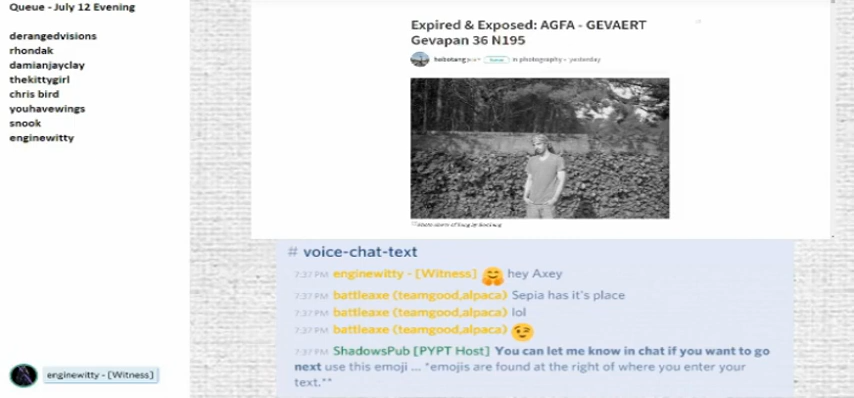 Queue - July 12 Evening
derangedvisions
rhondak
damianjayclay
thekittygirl
chris bird
youhavewings
snook
enginewitty
enginewitty - [Witness]
Expired & Exposed: AGFA - GEVAERT
Gevapan 36 N195
in photography - yesterday
# voice-chat-text
7:37 PM enginewitty - [Witness] 🤗 hey Axey
7:37 PM battleaxe (teamgood,alpaca) Sepia has it's place
7:37 PM battleaxe (teamgood,alpaca) lol
7:37 PM battleaxe (teamgood,alpaca) 😉
7:37 PM ShadowsPub [PYPT Host] You can let me know in chat if you want to go
next use this emoji ... *emojis are found at the right of where you enter your
text.**